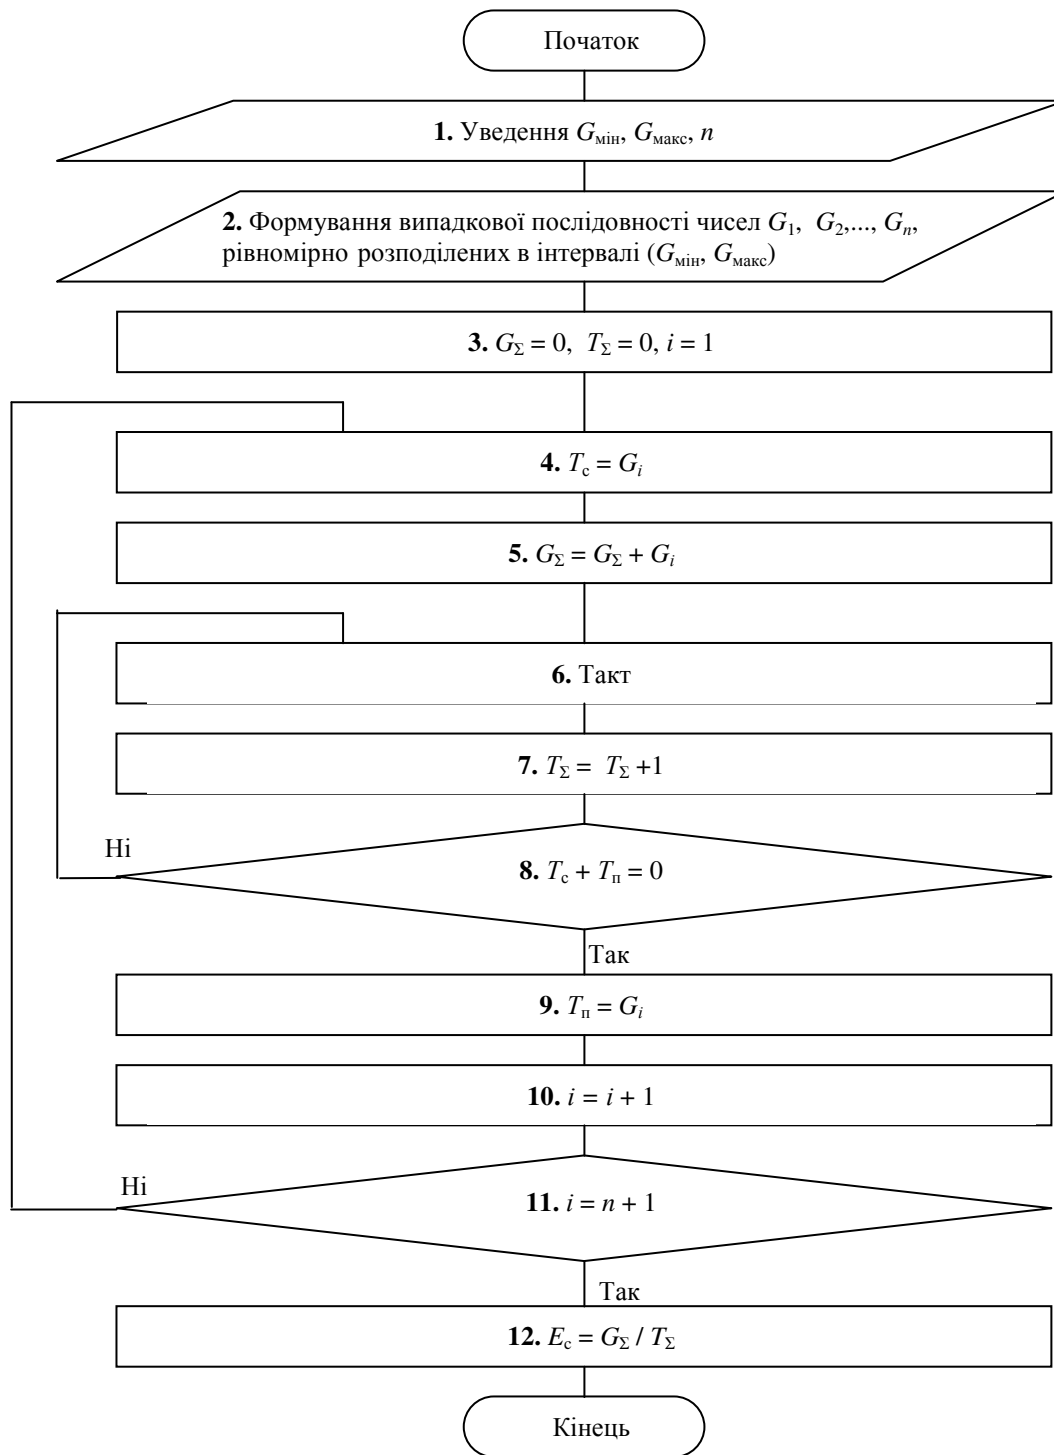 Початок
1. Уведення Gмін, Gмакс, n
2. Формування випадкової послідовності чисел G1, G2,..., Gn,
рівномірно розподілених в інтервалі (Gмін, Gмакс)
3. GΣ = 0, TΣ = 0, i = 1
4. Tс = Gi
5. GΣ = GΣ + Gi
6. Такт
7. TΣ = TΣ +1
Ні
8. Tс + Tп = 0
Так
9. Tп = Gi
10. i = i + 1
Ні
11. i = n + 1
Так
12. Eс = GΣ / TΣ
Кінець